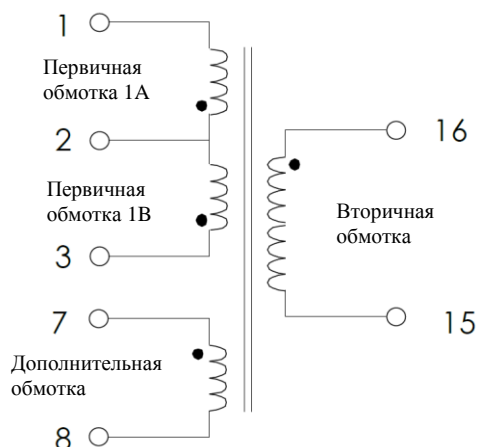 1
Первичная
обмотка 1А
2
16
Первичная
обмотка 1В
Вторичная
обмотка
3
7
15
Дополнительная
обмотка
8